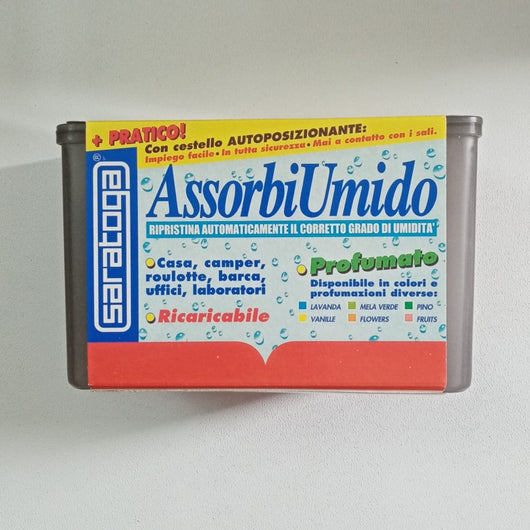 + PRATICO!
Con cestello AUTOPOSIZIONANTE:
Impiego facile • In tutta sicurezza • Mai a contatto con i sali.
saratoga
®
AssorbiUmido
RIPRISTINA AUTOMATICAMENTE IL CORRETTO GRADO DI UMIDITA'
• Casa, camper,
roulotte, barca,
uffici, laboratori
• Ricaricabile
• Profumato
Disponibile in colori e
profumazioni diverse:
LAVANDA MELA VERDE PINO
VANILLE FLOWERS FRUITS